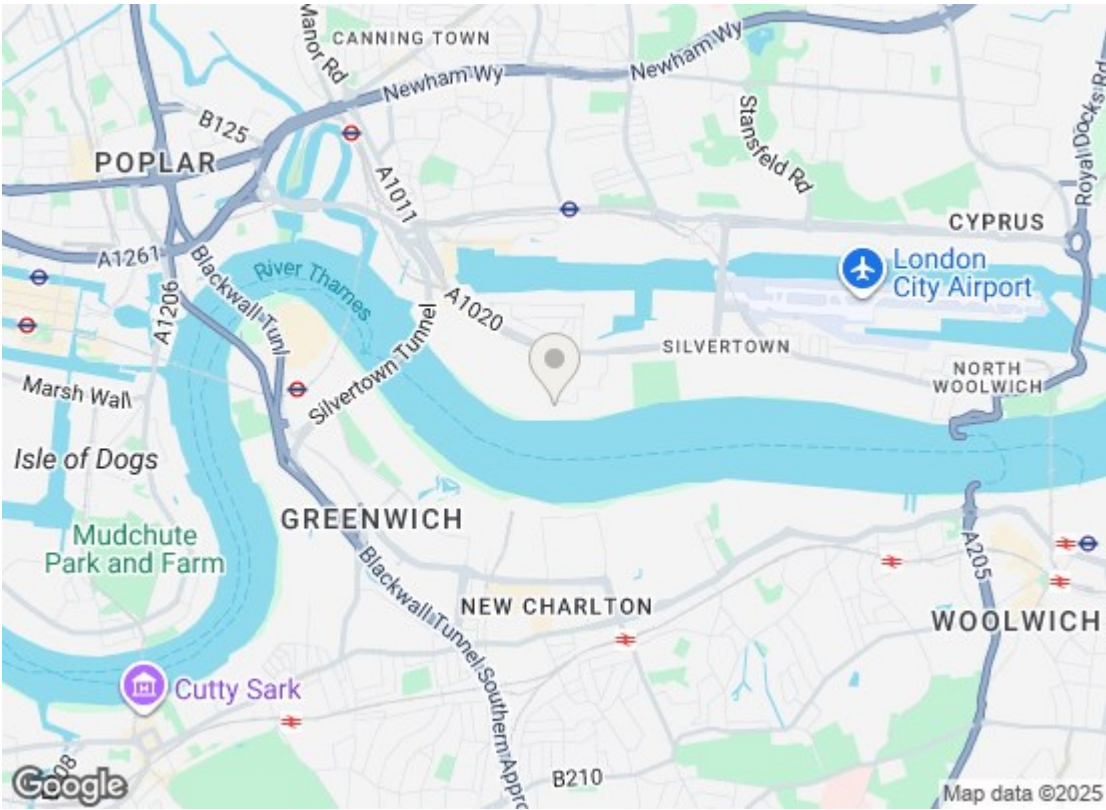 CANNING TOWN
Manor Rd
Newham Wy
Newham Wy
B125
POPLAR
Stansfeld Rd
Royal Docks Rd
A1011
CYPRUS
A1261
River Thames
London
City Airport
Blackwall Tunl
A1206
A1020
Silvertown Tunnel
SILVERTOWN
NORTH
WOOLWICH
Marsh Wall
Isle of Dogs
GREENWICH
Mudchute
Park and Farm
A205
Blackwall Tunnel Southern Appro
NEW CHARLTON
WOOLWICH
Cutty Sark
B210
Google
Map data ©2025